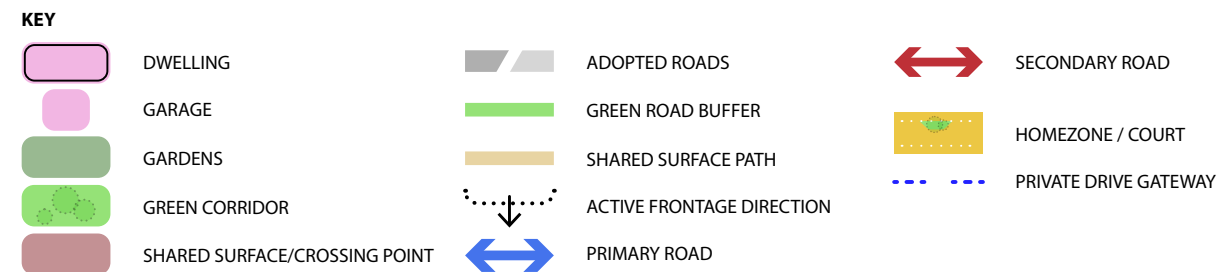 KEY
DWELLING
GARAGE
GARDENS
GREEN CORRIDOR
SHARED SURFACE/CROSSING POINT
ADOPTED ROADS
GREEN ROAD BUFFER
SHARED SURFACE PATH
ACTIVE FRONTAGE DIRECTION
PRIMARY ROAD
SECONDARY ROAD
HOMEZONE / COURT
PRIVATE DRIVE GATEWAY